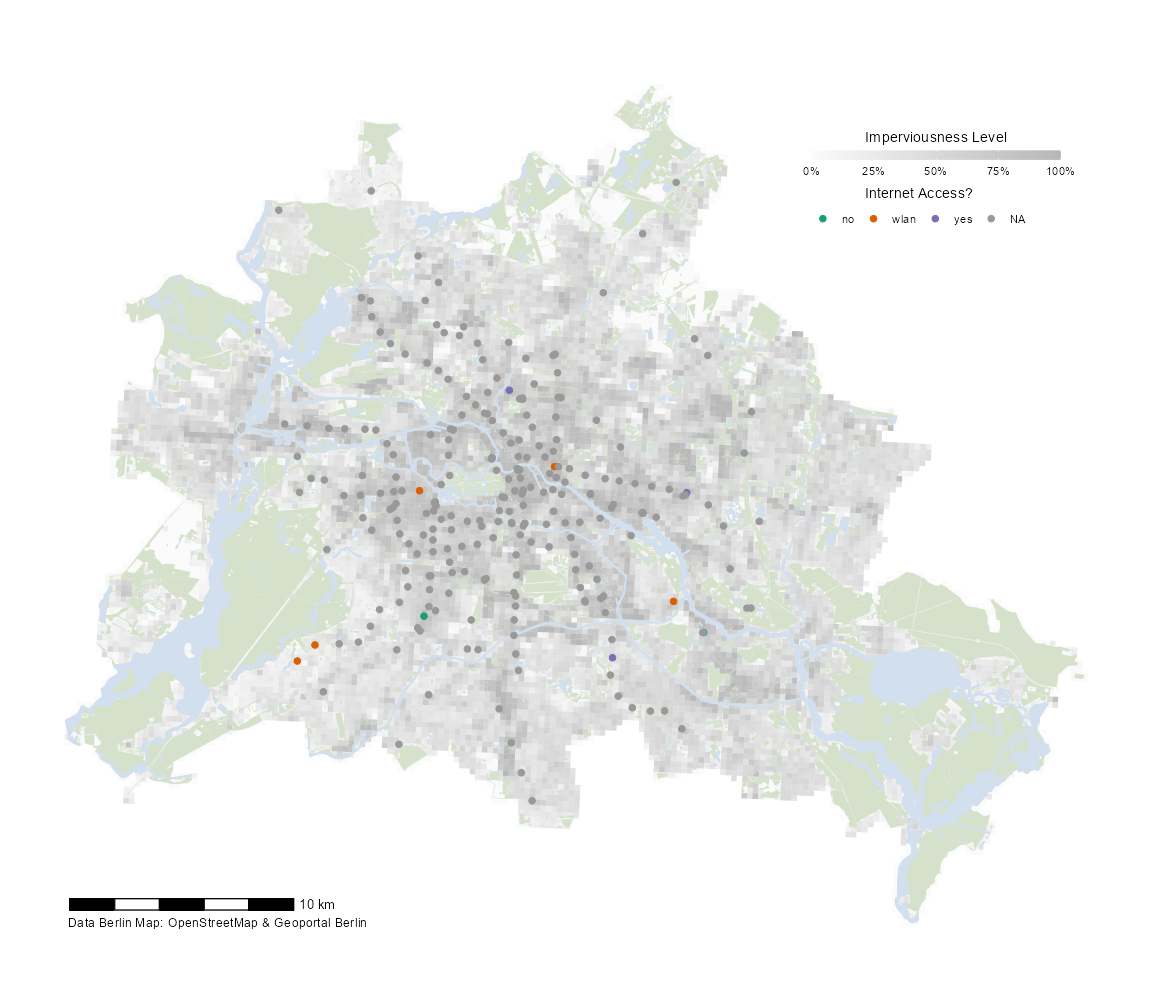 Imperviousness Level
0% 25% 50% 75% 100%
Internet Access?
no wlan yes NA
10 km
Data Berlin Map: OpenStreetMap & Geoportal Berlin